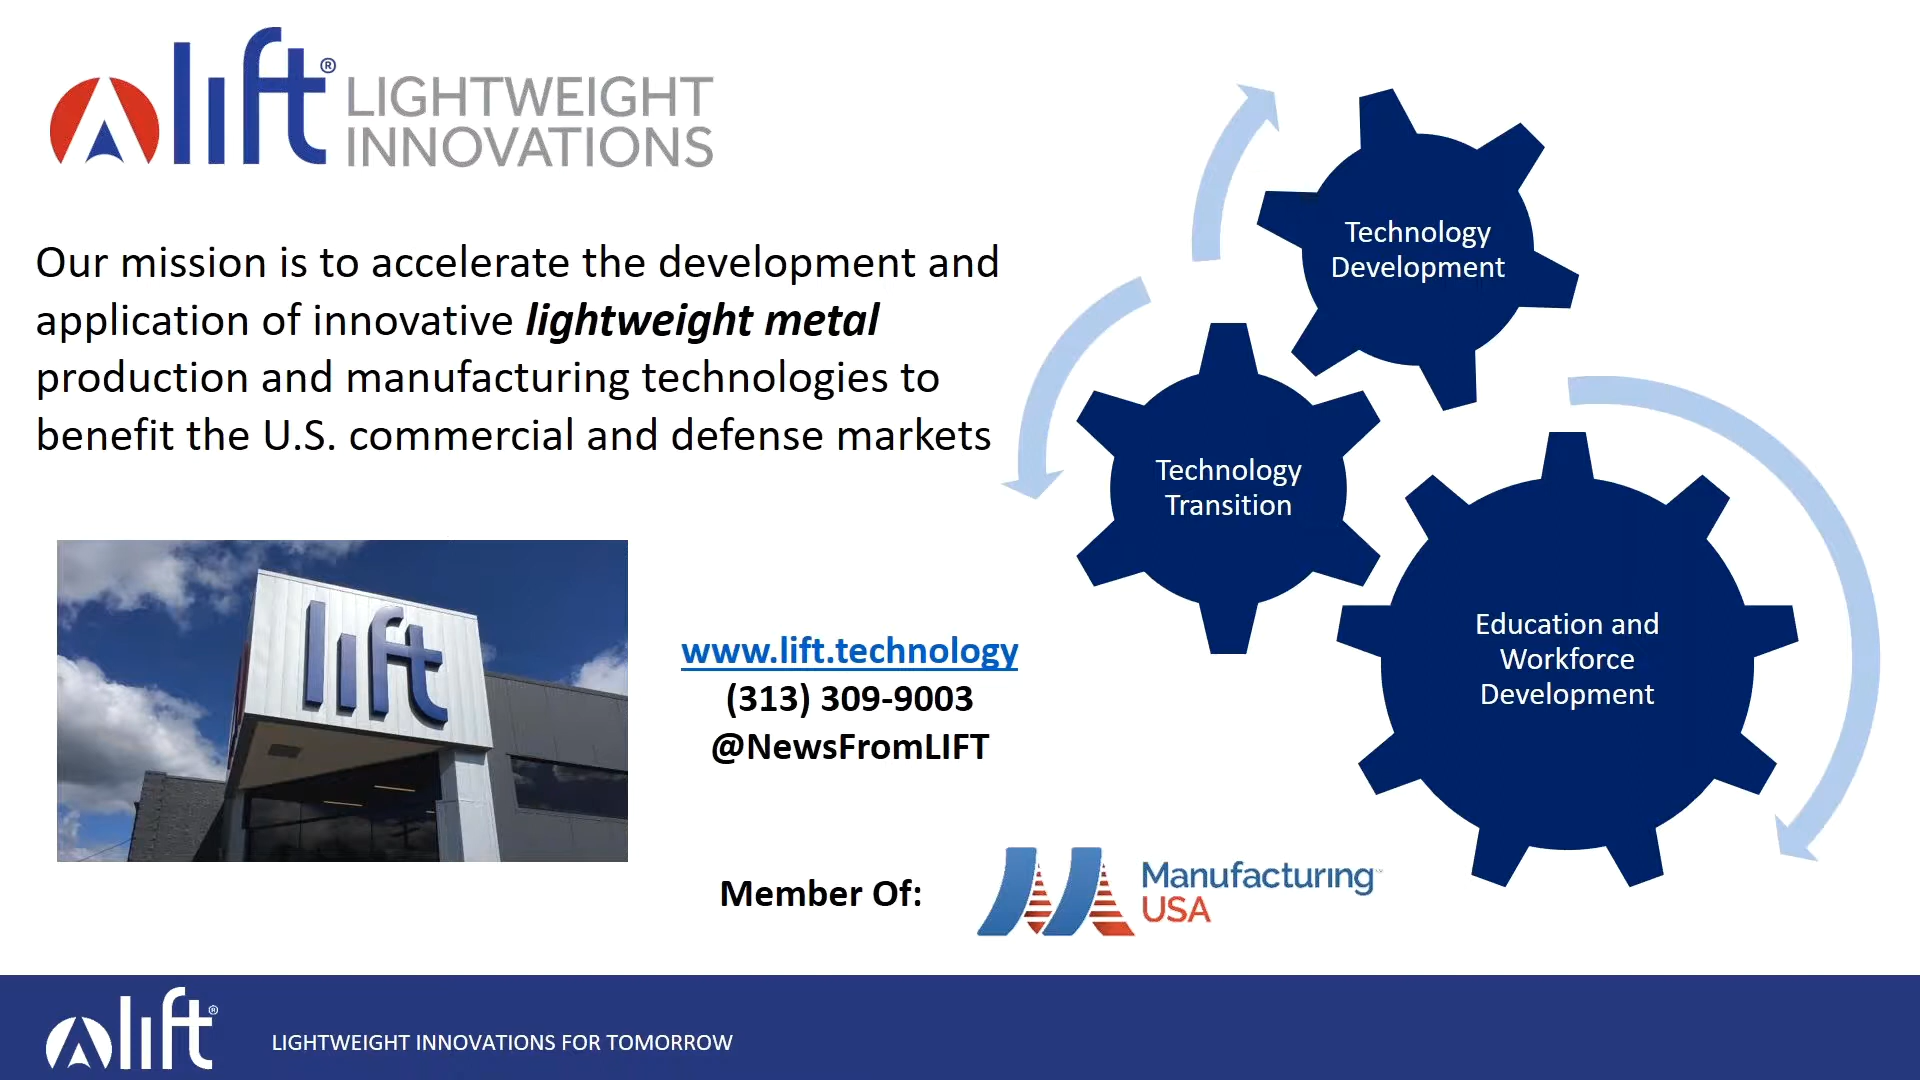 lift®
LIGHTWEIGHT
INNOVATIONS
Our mission is to accelerate the development and
application of innovative lightweight metal
production and manufacturing technologies to
benefit the U.S. commercial and defense markets
Technology
Development
Technology
Transition
Education and
Workforce
Development
lift
www.lift.technology
(313) 309-9003
@NewsFromLIFT
Member Of:
Manufacturing
USA
lift®
LIGHTWEIGHT INNOVATIONS FOR TOMORROW